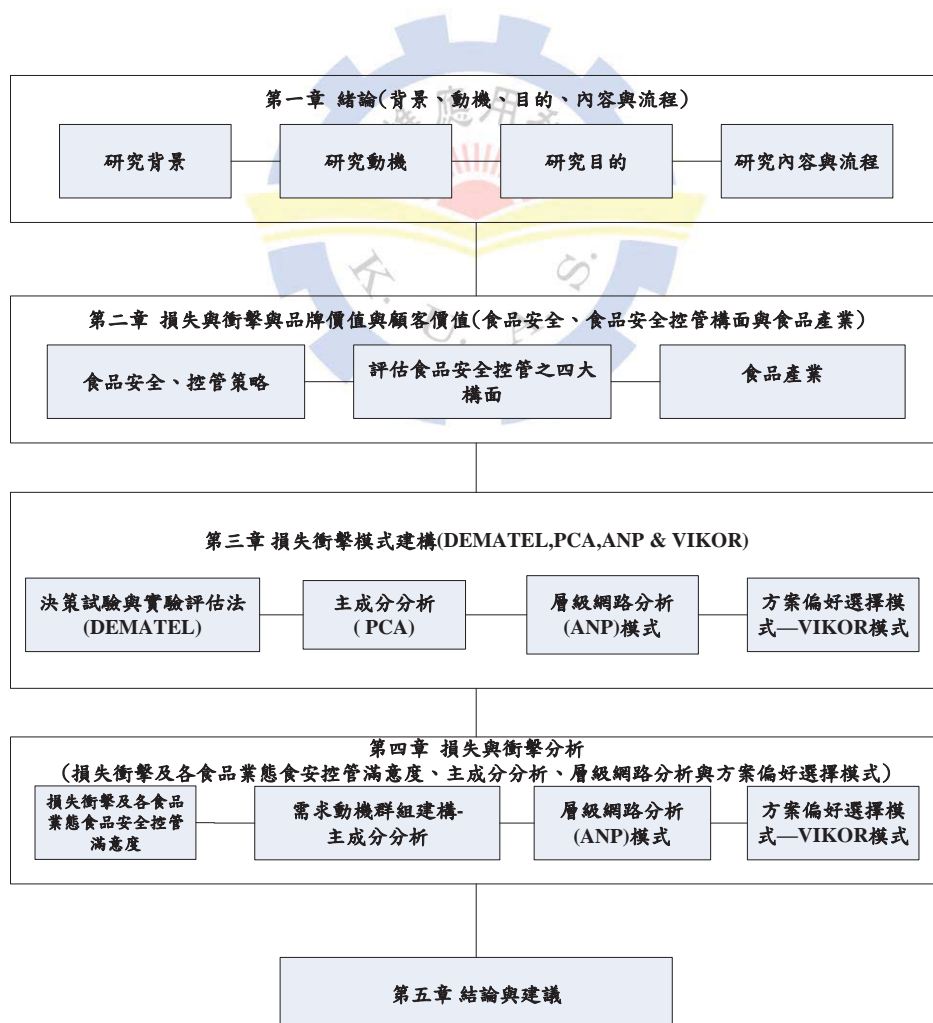 第一章 緒論(背景、動機、目的、內容與流程)
應用
研究背景
研究動機
研究目的
研究內容與流程
K. U. A. S.
第二章 損失與衝擊與品牌價值與顧客價值(食品安全、食品安全控管構面與食品產業)
食品安全、控管策略
評估食品安全控管之四大
構面
食品產業
第三章 損失衝擊模式建構(DEMATEL,PCA,ANP & VIKOR)
決策試驗與實驗評估法
(DEMATEL)
主成分分析
( PCA)
層級網路分析
(ANP)模式
方案偏好選擇模
式—VIKOR模式
第四章 損失與衝擊分析
(損失衝擊及各食品業態食安控管滿意度、主成分分析、層級網路分析與方案偏好選擇模式)
損失衝擊及各食品
業態食品安全控管
滿意度
需求動機群組建構-
主成分分析
層級網路分析
(ANP)模式
方案偏好選擇模
式—VIKOR模式
第五章 結論與建議